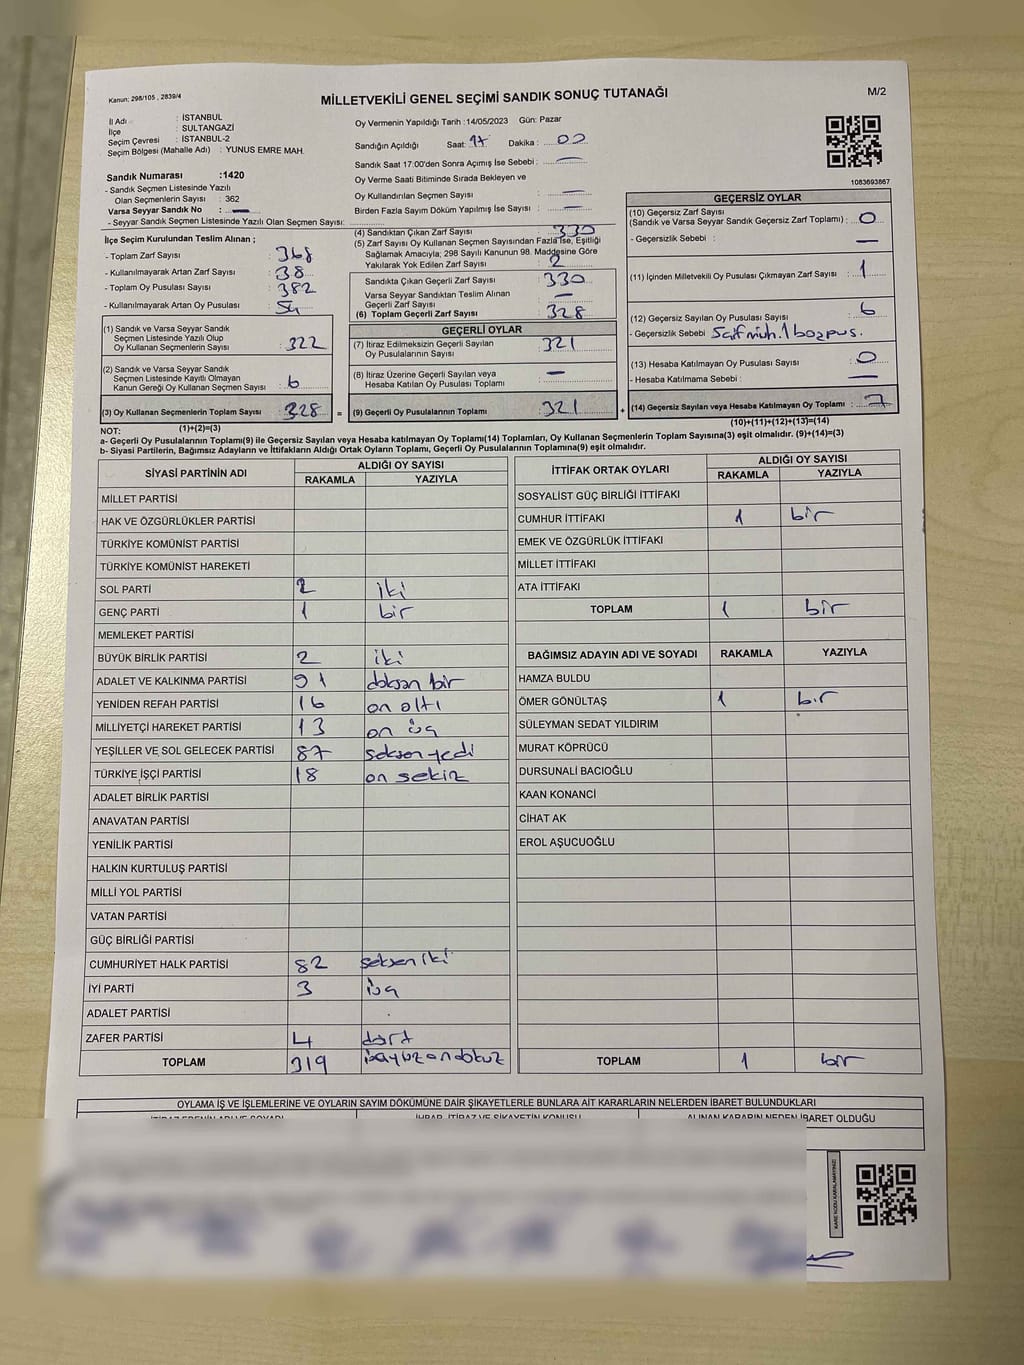 Kanun; 298/105 , 2839/4
MİLLETVEKİLİ GENEL SEÇİMİ SANDIK SONUÇ TUTANAĞI
M/2
İl Adı : İSTANBUL
İlçe : SULTANGAZİ
Seçim Çevresi : İSTANBUL-2
Seçim Bölgesi (Mahalle Adı) : YUNUS EMRE MAH.
Sandık Numarası :1420
- Sandık Seçmen Listesinde Yazılı
Olan Seçmenlerin Sayısı : 362
Varsa Seyyar Sandık No : —
- Seyyar Sandık Seçmen Listesinde Yazılı Olan Seçmen Sayısı:
Oy Vermenin Yapıldığı Tarih :14/05/2023 Gün: Pazar
Sandığın Açıldığı Saat: 17 Dakika: 00
Sandık Saat 17:00'den Sonra Açımış İse Sebebi : —
Oy Verme Saati Bitiminde Sırada Bekleyen ve
Oy Kullandırılan Seçmen Sayısı : —
Birden Fazla Sayım Döküm Yapılmış İse Sayısı : —
1083693867
İlçe Seçim Kurulundan Teslim Alınan ;
- Toplam Zarf Sayısı : 368
- Kullanılmayarak Artan Zarf Sayısı : 38
- Toplam Oy Pusulası Sayısı : 382
- Kullanılmayarak Artan Oy Pusulası : 54
(1) Sandık ve Varsa Seyyar Sandık
Seçmen Listesinde Yazılı Olup
Oy Kullanan Seçmenlerin Sayısı : 322
(2) Sandık ve Varsa Seyyar Sandık
Seçmen Listesinde Kayıtlı Olmayan
Kanun Gereği Oy Kullanan Seçmen Sayısı : 6
(3) Oy Kullanan Seçmenlerin Toplam Sayısı : 328 =
(4) Sandıktan Çıkan Zarf Sayısı : 330
(5) Zarf Sayısı Oy Kullanan Seçmen Sayısından Fazla İse, Eşitliği
Sağlamak Amacıyla; 298 Sayılı Kanunun 98. Maddesine Göre
Yakılarak Yok Edilen Zarf Sayısı : 2
Sandıkta Çıkan Geçerli Zarf Sayısı : 330
Varsa Seyyar Sandıktan Teslim Alınan
Geçerli Zarf Sayısı : —
(6) Toplam Geçerli Zarf Sayısı : 328
GEÇERLİ OYLAR
(7) İtiraz Edilmeksizin Geçerli Sayılan
Oy Pusulalarının Sayısı : 321
(8) İtiraz Üzerine Geçerli Sayılan veya
Hesaba Katılan Oy Pusulası Toplamı : —
(9) Geçerli Oy Pusulalarının Toplamı : 321 +
GEÇERSİZ OYLAR
(10) Geçersiz Zarf Sayısı
(Sandık ve Varsa Seyyar Sandık Geçersiz Zarf Toplamı) : 0
- Geçersizlik Sebebi : —
(11) İçinden Milletvekili Oy Pusulası Çıkmayan Zarf Sayısı : 1
(12) Geçersiz Sayılan Oy Pusulası Sayısı : 6
- Geçersizlik Sebebi
(13) Hesaba Katılmayan Oy Pusulası Sayısı : 0
- Hesaba Katılmama Sebebi : —
(14) Geçersiz Sayılan veya Hesaba Katılmayan Oy Toplamı : 7
NOT: (1)+(2)=(3) (10)+(11)+(12)+(13)=(14)
a- Geçerli Oy Pusulalarının Toplamı(9) ile Geçersiz Sayılan veya Hesaba katılmayan Oy Toplamı(14) Toplamları, Oy Kullanan Seçmenlerin Toplam Sayısına(3) eşit olmalıdır. (9)+(14)=(3)
b- Siyasi Partilerin, Bağımsız Adayların ve İttifakların Aldığı Ortak Oyların Toplamı, Geçerli Oy Pusulalarının Toplamına(9) eşit olmalıdır.
SİYASİ PARTİNİN ADI ALDIĞI OY SAYISI
RAKAMLA YAZIYLA
MİLLET PARTİSİ
HAK VE ÖZGÜRLÜKLER PARTİSİ
TÜRKİYE KOMÜNİST PARTİSİ
TÜRKİYE KOMÜNİST HAREKETİ
SOL PARTİ 2 iki
GENÇ PARTİ 1 bir
MEMLEKET PARTİSİ
BÜYÜK BİRLİK PARTİSİ 2 iki
ADALET VE KALKINMA PARTİSİ 91 doksan bir
YENİDEN REFAH PARTİSİ 16 on altı
MİLLİYETÇİ HAREKET PARTİSİ 13 on üç
YEŞİLLER VE SOL GELECEK PARTİSİ 87 seksen yedi
TÜRKİYE İŞÇİ PARTİSİ 18 on sekiz
ADALET BİRLİK PARTİSİ
ANAVATAN PARTİSİ
YENİLİK PARTİSİ
HALKIN KURTULUŞ PARTİSİ
MİLLİ YOL PARTİSİ
VATAN PARTİSİ
GÜÇ BİRLİĞİ PARTİSİ
CUMHURİYET HALK PARTİSİ 82 seksen iki
İYİ PARTİ 3 üç
ADALET PARTİSİ
ZAFER PARTİSİ 4 dört
TOPLAM 319 üçyüz on dokuz
İTTİFAK ORTAK OYLARI ALDIĞI OY SAYISI
RAKAMLA YAZIYLA
SOSYALİST GÜÇ BİRLİĞİ İTTİFAKI
CUMHUR İTTİFAKI 1 bir
EMEK VE ÖZGÜRLÜK İTTİFAKI
MİLLET İTTİFAKI
ATA İTTİFAKI
TOPLAM 1 bir
BAĞIMSIZ ADAYIN ADI VE SOYADI RAKAMLA YAZIYLA
HAMZA BULDU
ÖMER GÖNÜLTAŞ 1 bir
SÜLEYMAN SEDAT YILDIRIM
MURAT KÖPRÜCÜ
DURSUNALİ BACIOĞLU
KAAN KONANCİ
CİHAT AK
EROL AŞUCUOĞLU
TOPLAM 1 bir
OYLAMA İŞ VE İŞLEMLERİNE VE OYLARIN SAYIM DÖKÜMÜNE DAİR ŞİKAYETLERLE BUNLARA AİT KARARLARIN NELERDEN İBARET BULUNDUKLARI
İTİRAZ EDENİN ADI VE SOYADI İHBAR, İTİRAZ VE ŞİKAYETİN KONUSU ALINAN KARARIN NEDEN İBARET OLDUĞU
KARE KODU KARALAMAYINIZ!